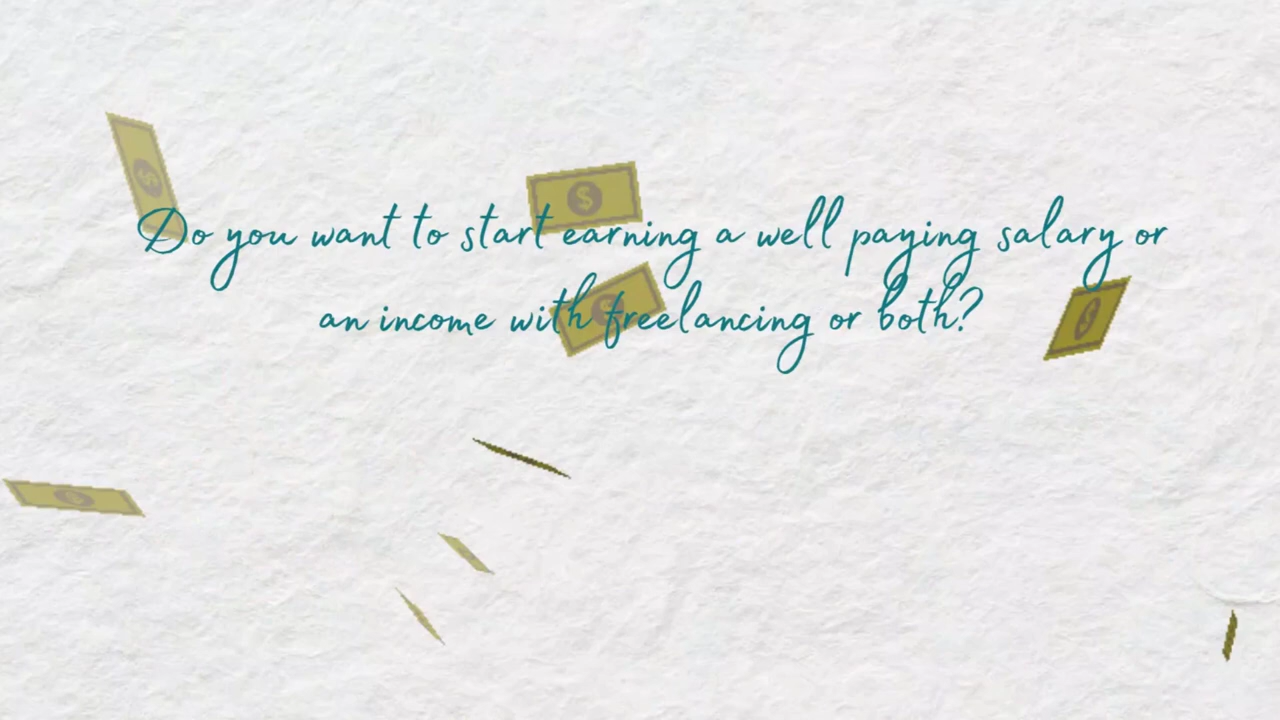 Do you want to start earning a well paying salary or
an income with freelancing or both?